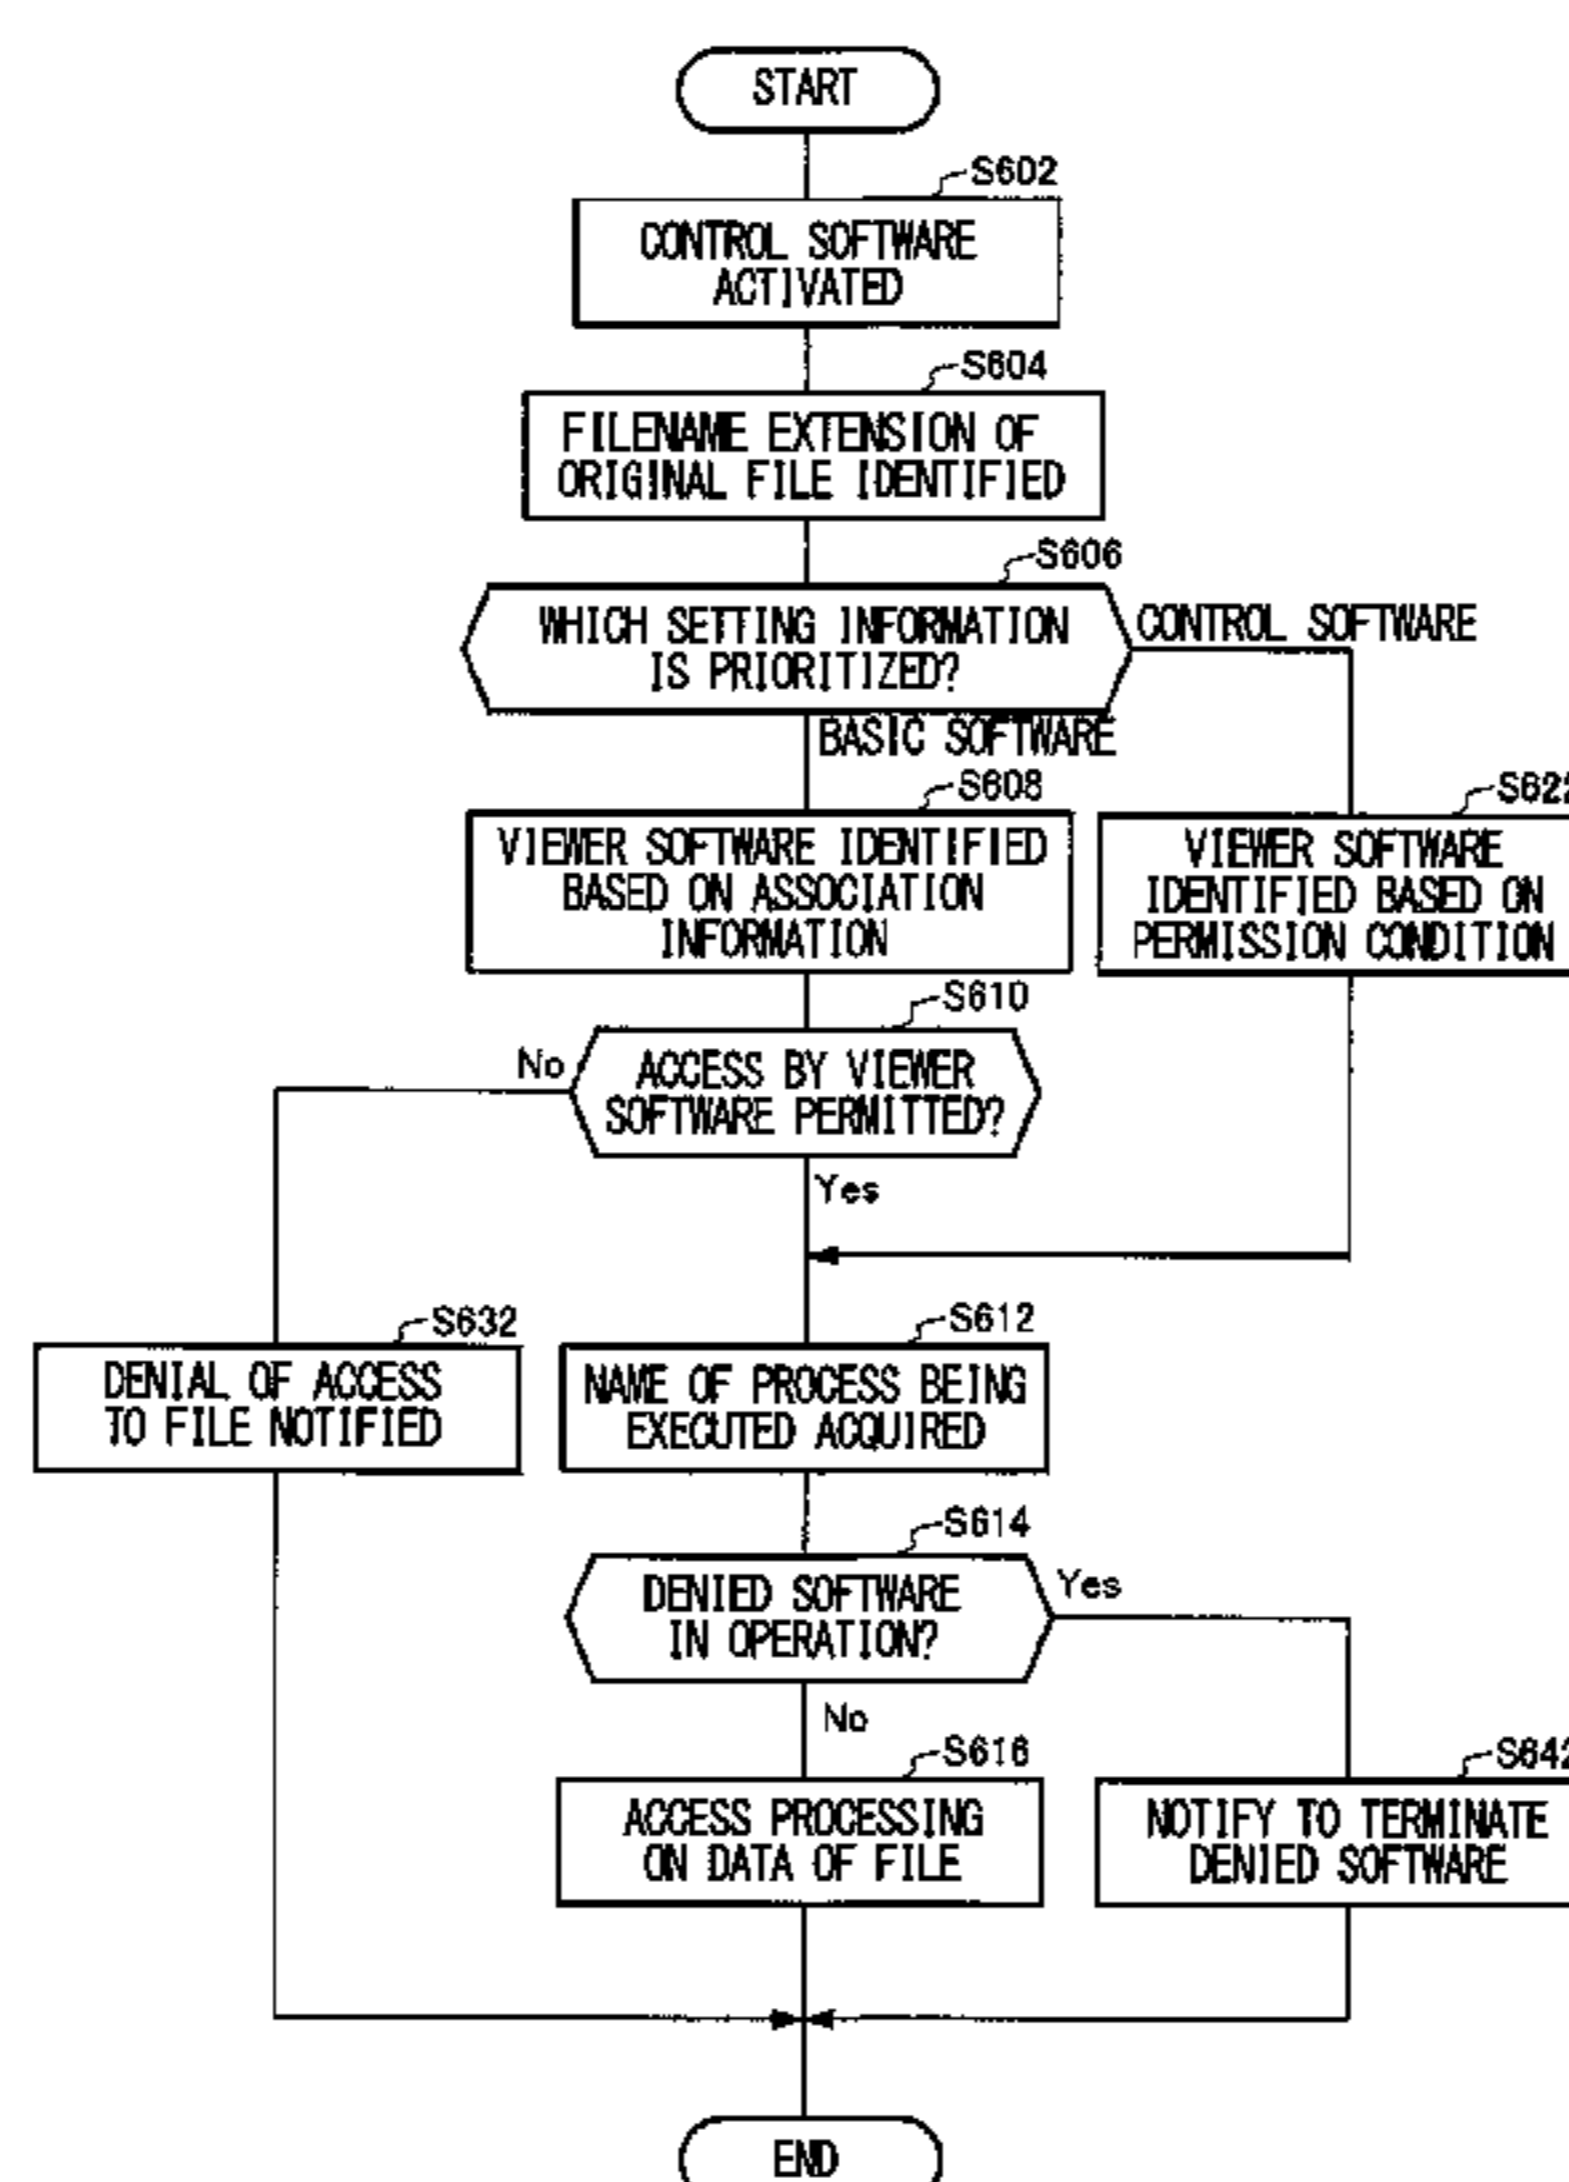 START
S602
CONTROL SOFTWARE
ACTIVATED
S604
FILENAME EXTENSION OF
ORIGINAL FILE IDENTIFIED
S606
WHICH SETTING INFORMATION
IS PRIORITIZED?
CONTROL SOFTWARE
BASIC SOFTWARE
S608
VIEWER SOFTWARE IDENTIFIED
BASED ON ASSOCIATION
INFORMATION
S622
VIEWER SOFTWARE
IDENTIFIED BASED ON
PERMISSION CONDITION
S610
No
ACCESS BY VIEWER
SOFTWARE PERMITTED?
Yes
S632
DENIAL OF ACCESS
TO FILE NOTIFIED
S612
NAME OF PROCESS BEING
EXECUTED ACQUIRED
S614
DENIED SOFTWARE
IN OPERATION?
Yes
No
S616
ACCESS PROCESSING
ON DATA OF FILE
S642
NOTIFY TO TERMINATE
DENIED SOFTWARE
END